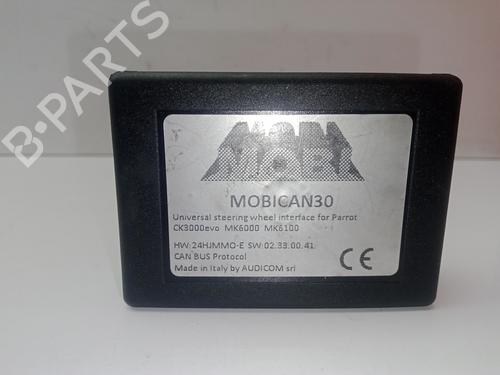 B-PARTS
MOBI
MOBICAN30
Universal steering wheel interface for Parrot
CK3000evo MK6000 MK6100
HW:24HJMMO-E SW:02.33.00.41
CAN BUS Protocol
Made in Italy by AUDICOM srl
CE